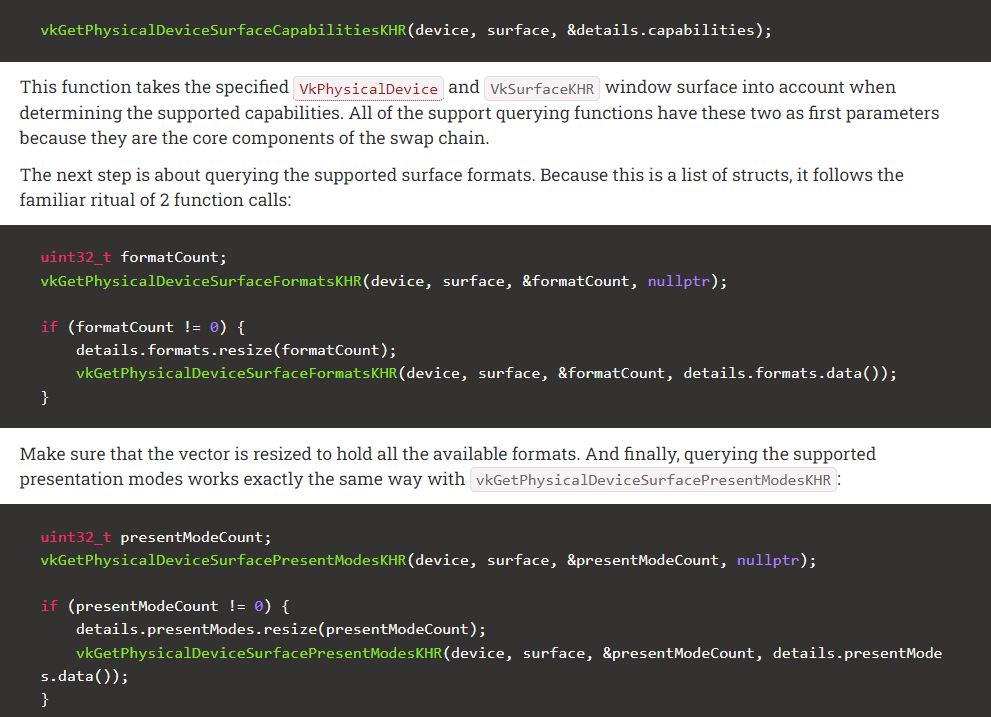 vkGetPhysicalDeviceSurfaceCapabilitiesKHR(device, surface, &details.capabilities);
This function takes the specified VkPhysicalDevice and VkSurfaceKHR window surface into account when
determining the supported capabilities. All of the support querying functions have these two as first parameters
because they are the core components of the swap chain.
The next step is about querying the supported surface formats. Because this is a list of structs, it follows the
familiar ritual of 2 function calls:
uint32_t formatCount;
vkGetPhysicalDeviceSurfaceFormatsKHR(device, surface, &formatCount, nullptr);
if (formatCount != 0) {
    details.formats.resize(formatCount);
    vkGetPhysicalDeviceSurfaceFormatsKHR(device, surface, &formatCount, details.formats.data());
}
Make sure that the vector is resized to hold all the available formats. And finally, querying the supported
presentation modes works exactly the same way with vkGetPhysicalDeviceSurfacePresentModesKHR:
uint32_t presentModeCount;
vkGetPhysicalDeviceSurfacePresentModesKHR(device, surface, &presentModeCount, nullptr);
if (presentModeCount != 0) {
    details.presentModes.resize(presentModeCount);
    vkGetPhysicalDeviceSurfacePresentModesKHR(device, surface, &presentModeCount, details.presentMode
s.data());
}